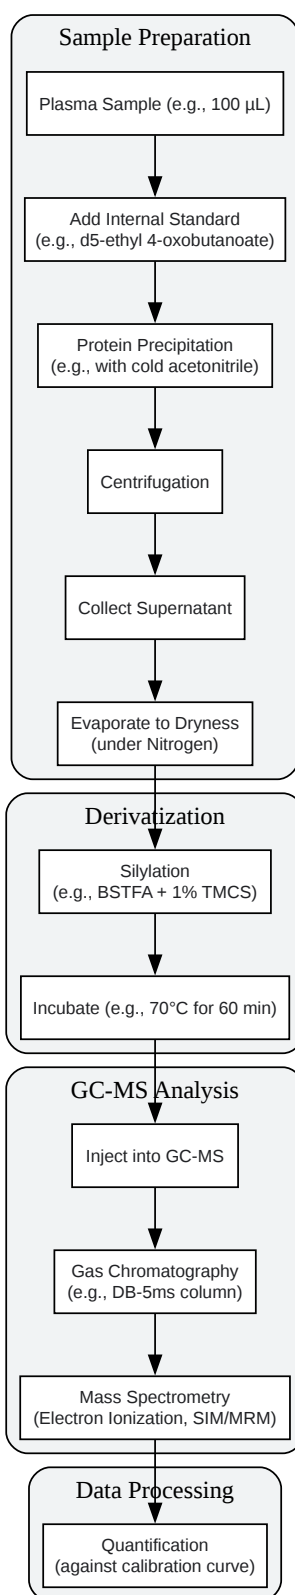 Sample Preparation
Plasma Sample (e.g., 100 µL)
Add Internal Standard
(e.g., d5-ethyl 4-oxobutanoate)
Protein Precipitation
(e.g., with cold acetonitrile)
Centrifugation
Collect Supernatant
Evaporate to Dryness
(under Nitrogen)
Derivatization
Silylation
(e.g., BSTFA + 1% TMCS)
Incubate (e.g., 70°C for 60 min)
GC-MS Analysis
Inject into GC-MS
Gas Chromatography
(e.g., DB-5ms column)
Mass Spectrometry
(Electron Ionization, SIM/MRM)
Data Processing
Quantification
(against calibration curve)